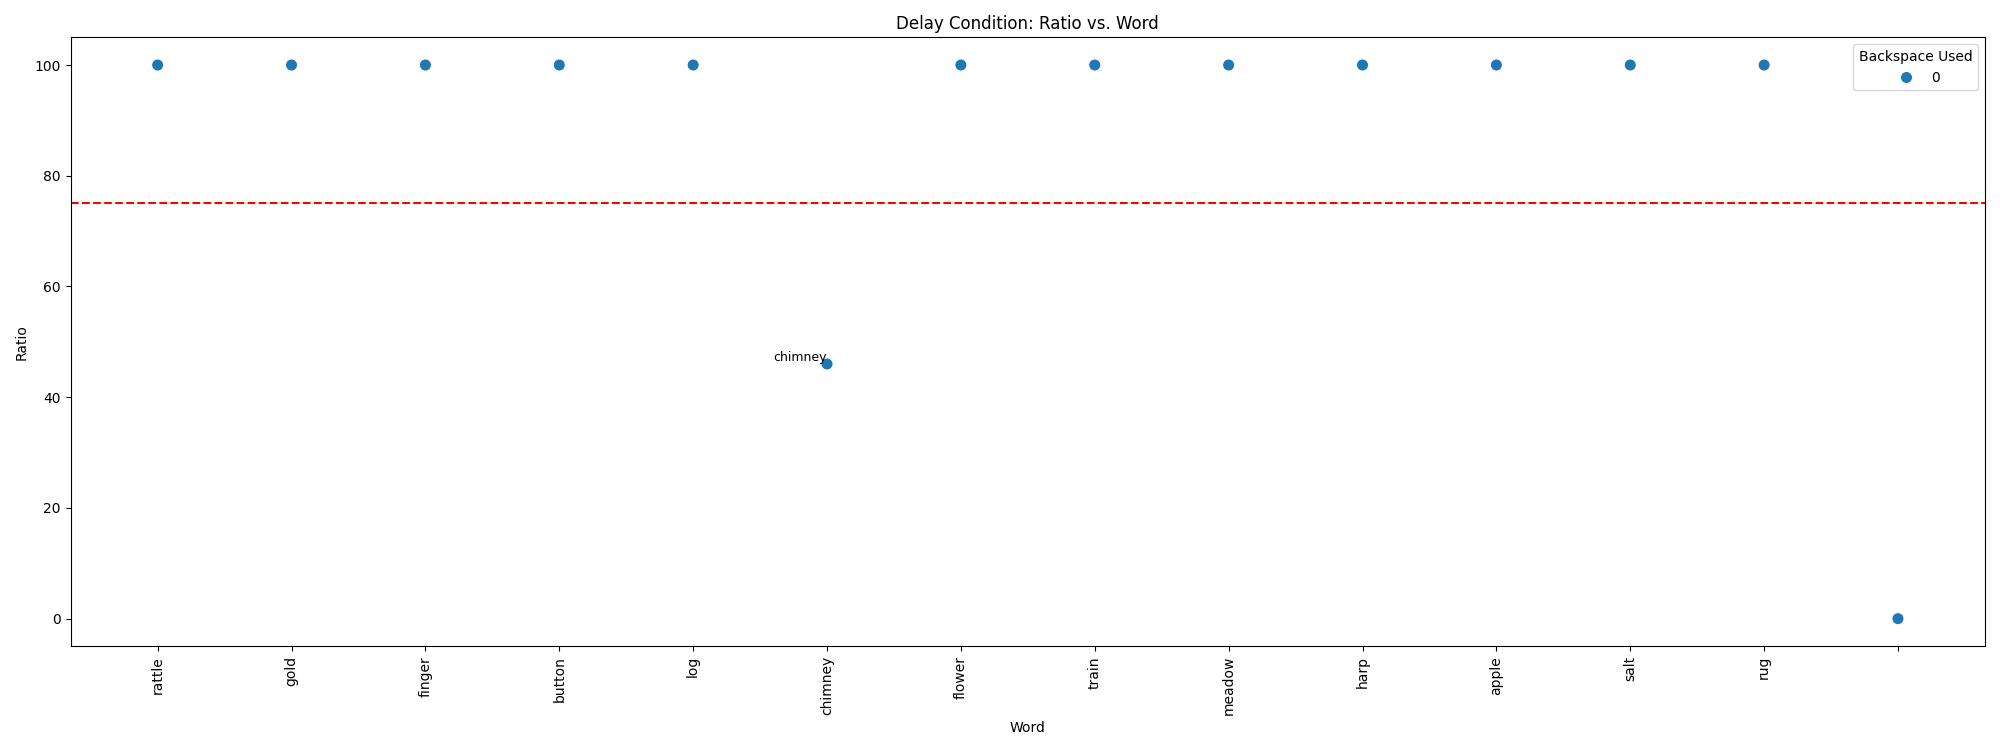 Delay Condition: Ratio vs. Word
Backspace Used
0
100
80
60
40
20
0
Ratio
chimney
rattle
gold
finger
button
log
chimney
flower
train
meadow
harp
apple
salt
rug
Word